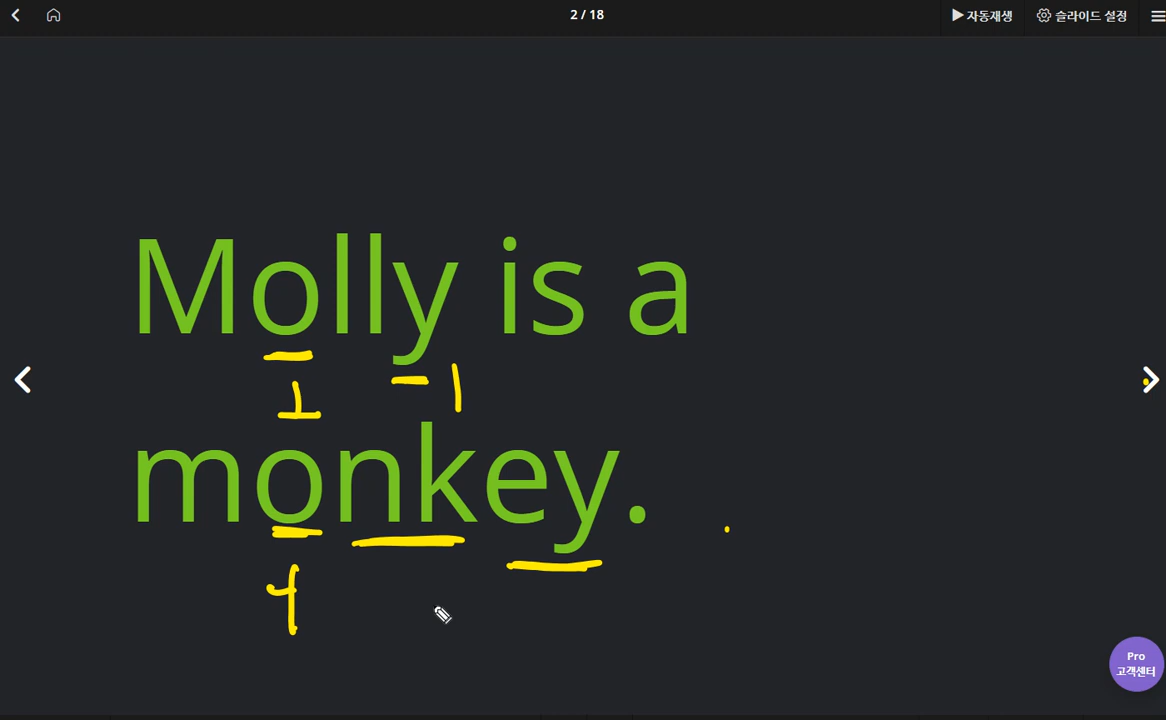 2 / 18
자동재생
슬라이드 설정
Molly is a
ㅗ ㅣ
monkey.
ㅓ
Pro
고객센터